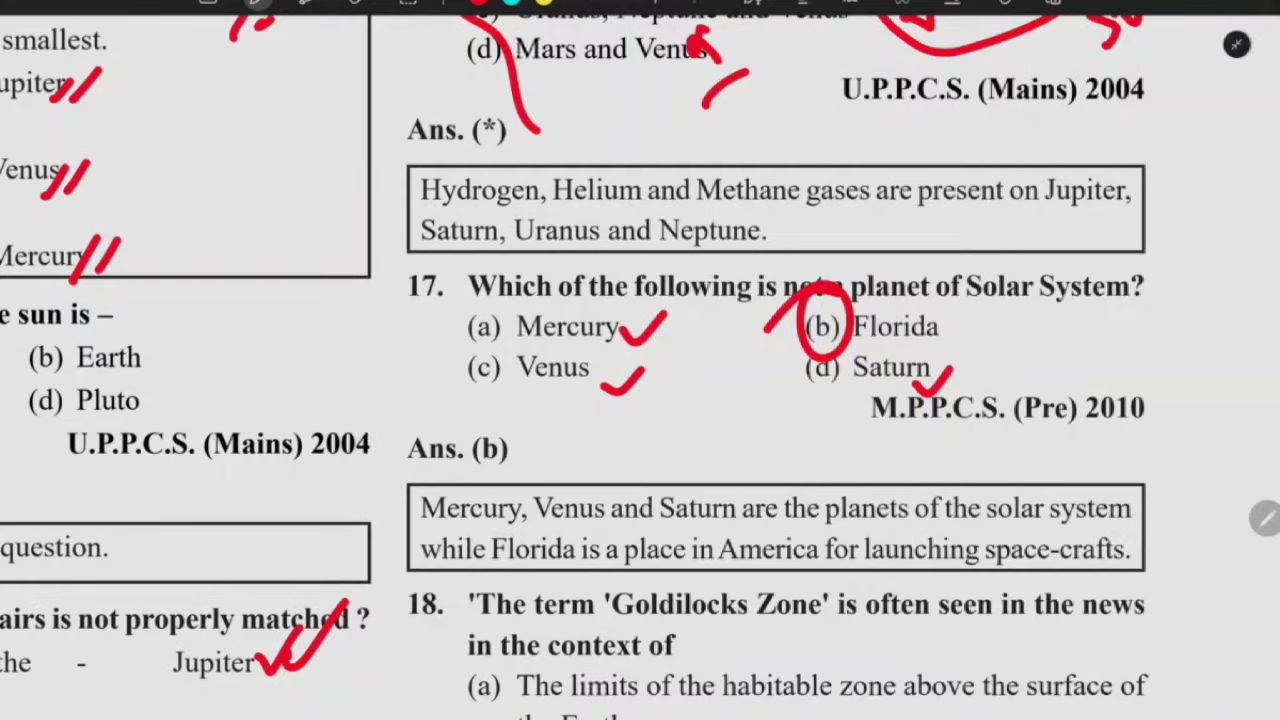 smallest.
upiter
Venus
Mercury
e sun is –
(b) Earth
(d) Pluto
U.P.P.C.S. (Mains) 2004
question.
airs is not properly matched ?
the - Jupiter
(d) Mars and Venus
U.P.P.C.S. (Mains) 2004
Ans. (*)
Hydrogen, Helium and Methane gases are present on Jupiter,
Saturn, Uranus and Neptune.
17. Which of the following is not a planet of Solar System?
(a) Mercury (b) Florida
(c) Venus (d) Saturn
M.P.P.C.S. (Pre) 2010
Ans. (b)
Mercury, Venus and Saturn are the planets of the solar system
while Florida is a place in America for launching space-crafts.
18. 'The term 'Goldilocks Zone' is often seen in the news
in the context of
(a) The limits of the habitable zone above the surface of